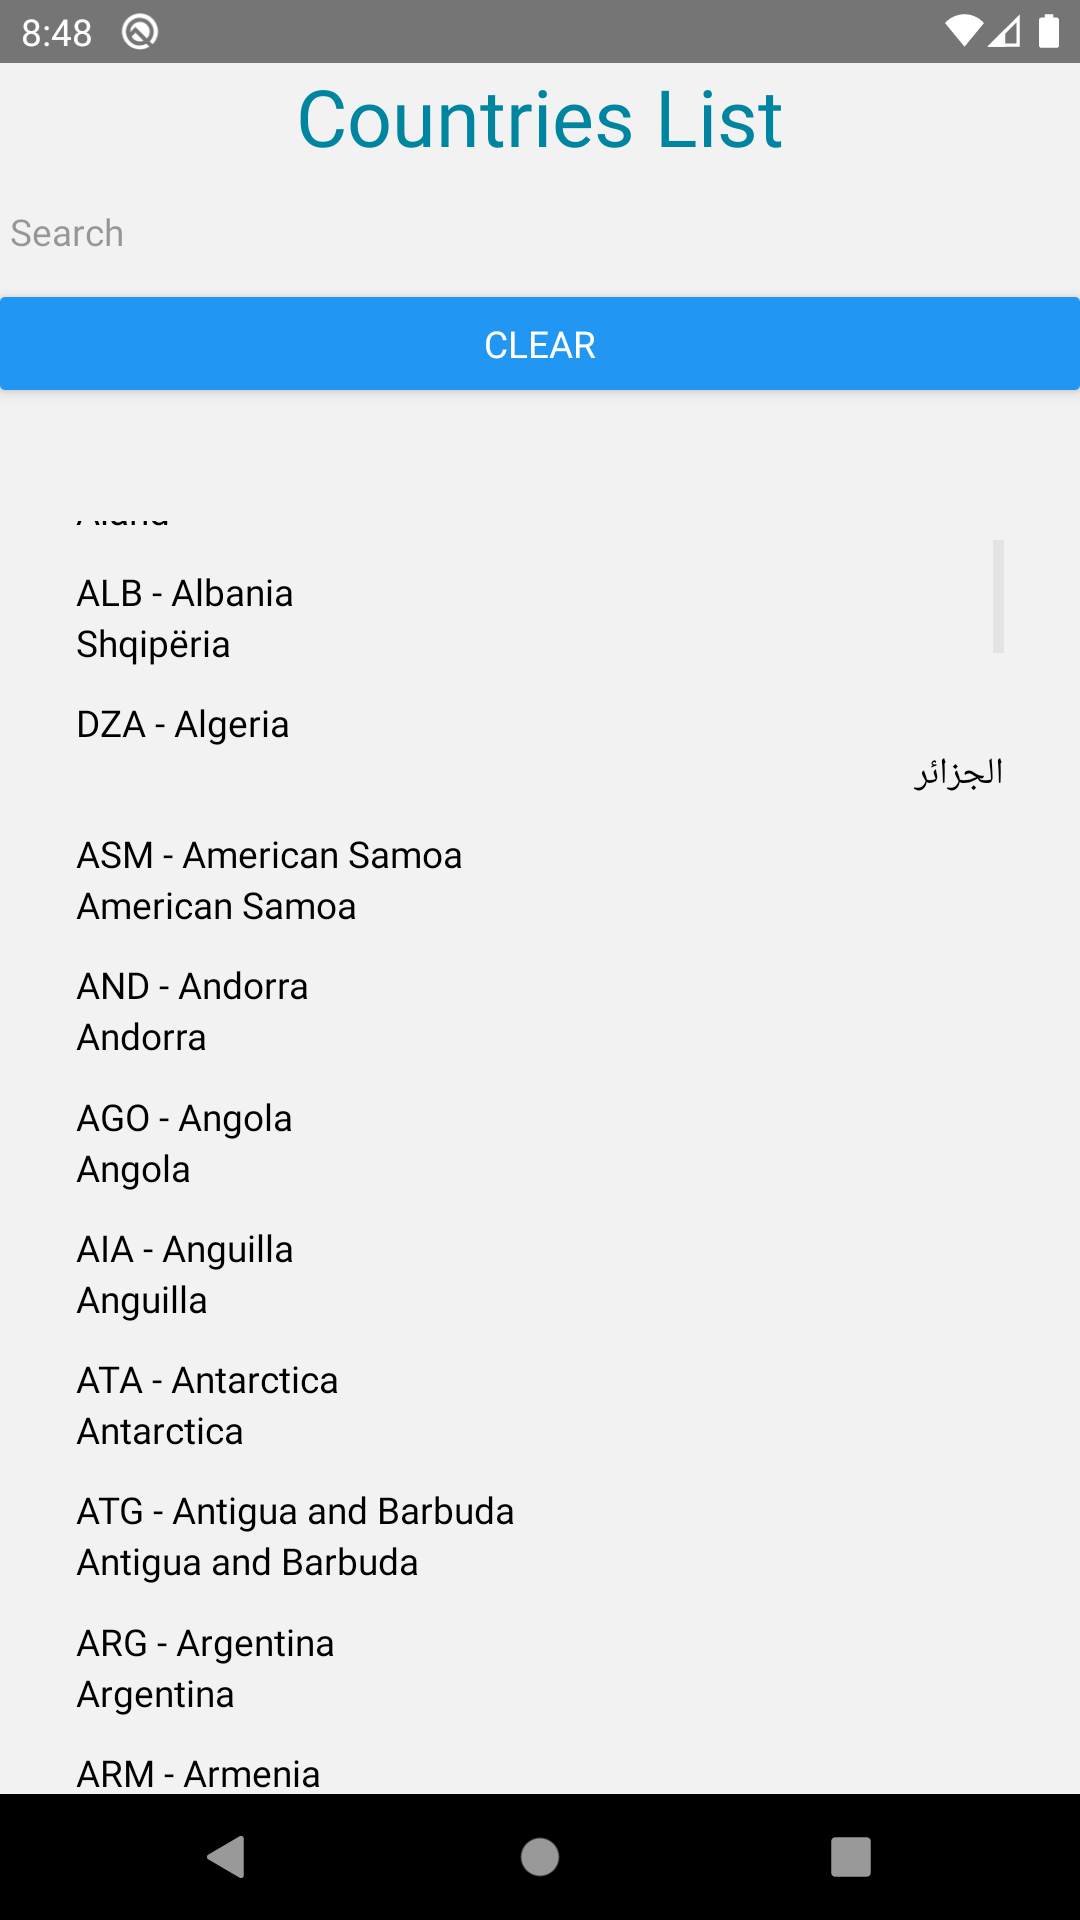 8:48
Countries List
Search
CLEAR
ALB - Albania
Shqipëria
DZA - Algeria
الجزائر
ASM - American Samoa
American Samoa
AND - Andorra
Andorra
AGO - Angola
Angola
AIA - Anguilla
Anguilla
ATA - Antarctica
Antarctica
ATG - Antigua and Barbuda
Antigua and Barbuda
ARG - Argentina
Argentina
ARM - Armenia